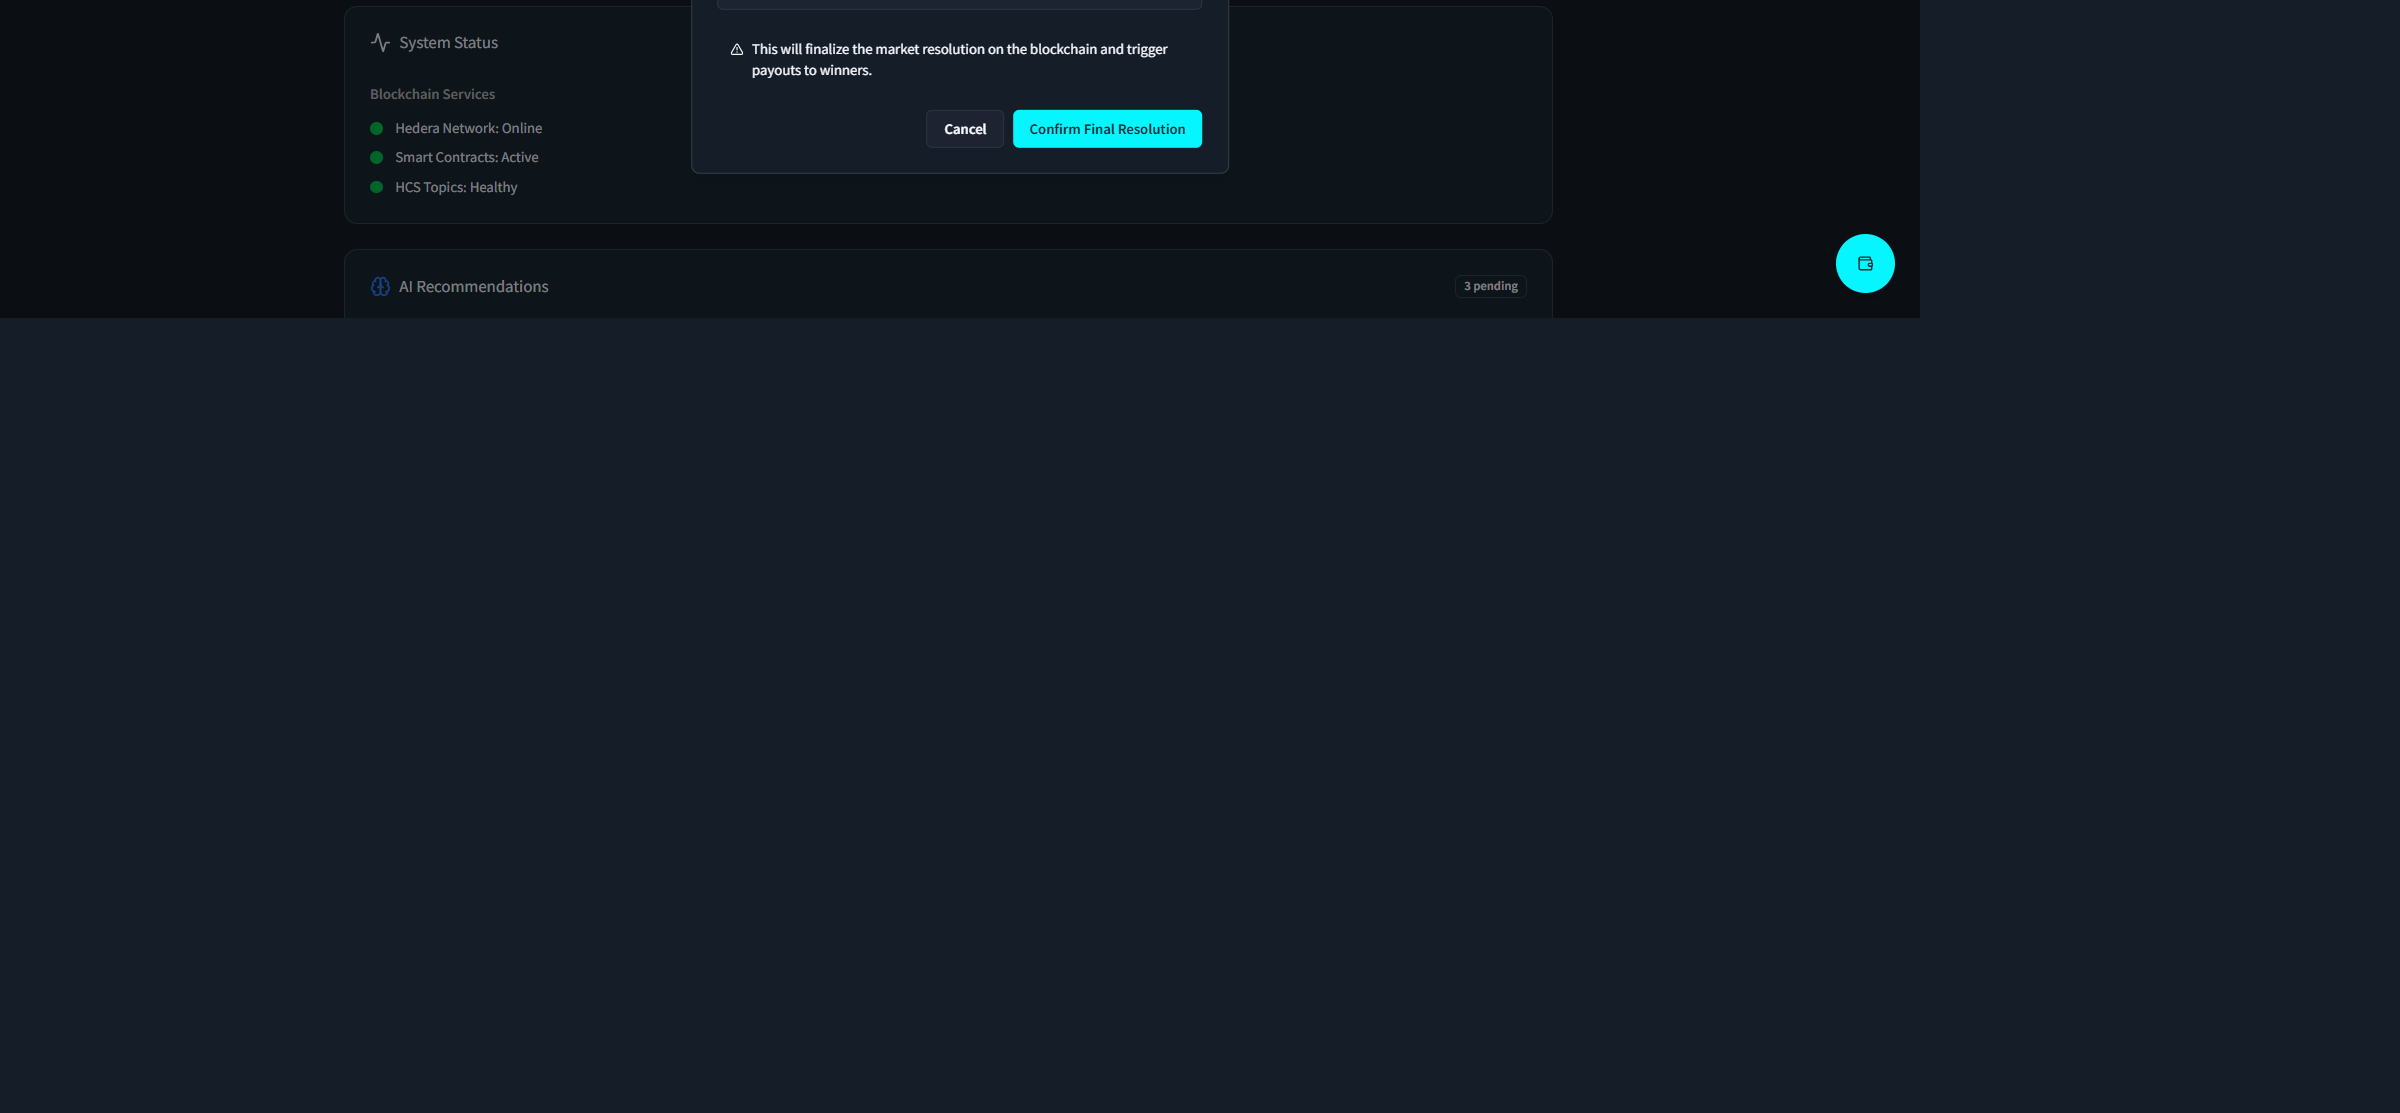 System Status
Blockchain Services
Hedera Network: Online
Smart Contracts: Active
HCS Topics: Healthy
This will finalize the market resolution on the blockchain and trigger
payouts to winners.
Cancel
Confirm Final Resolution
AI Recommendations
3 pending